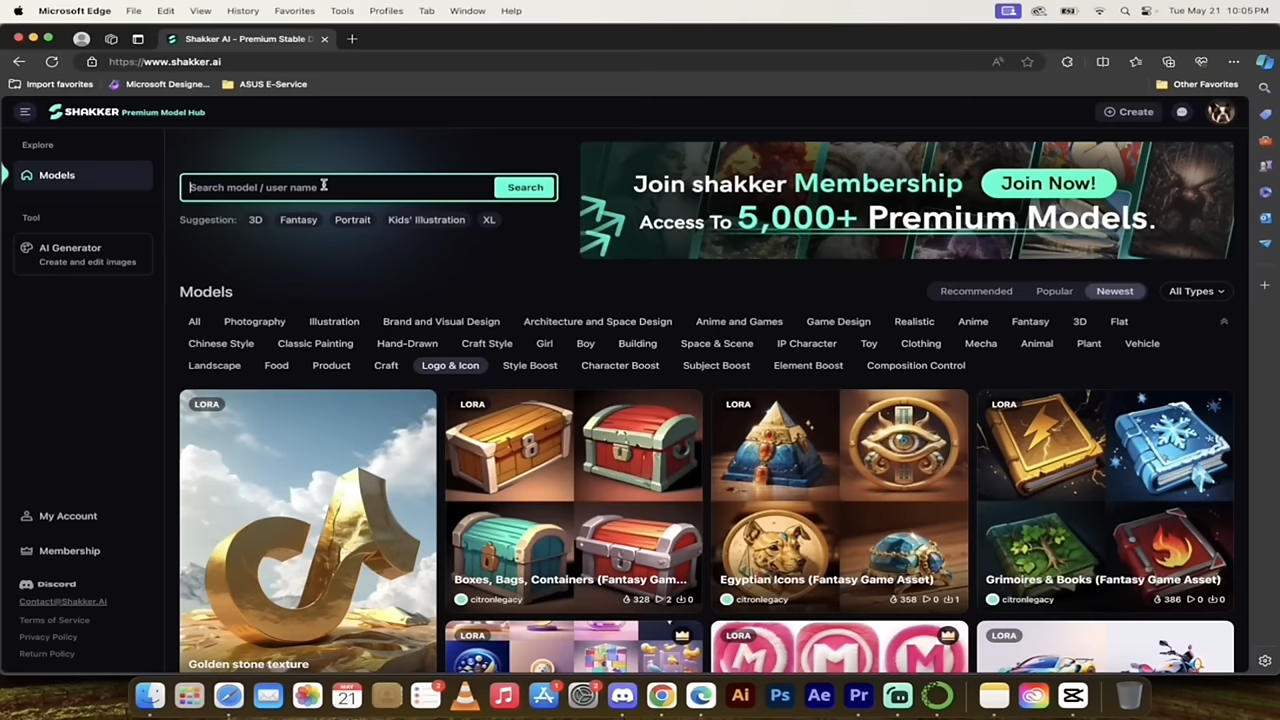 Microsoft Edge File Edit View History Favorites Tools Profiles Tab Window Help Tue May 21 10:05 PM
Shakker AI - Premium Stable D
https://www.shakker.ai
Import favorites Microsoft Designe... ASUS E-Service Other Favorites
SHAKKER Premium Model Hub Create
Explore
Models
Tool
AI Generator
Create and edit images
My Account
Membership
Discord
Contact@Shakker.Ai
Terms of Service
Privacy Policy
Return Policy
Search model / user name Search
Suggestion: 3D Fantasy Portrait Kids' Illustration XL
Join shakker Membership Join Now!
Access To 5,000+ Premium Models.
Models Recommended Popular Newest All Types
All Photography Illustration Brand and Visual Design Architecture and Space Design Anime and Games Game Design Realistic Anime Fantasy 3D Flat
Chinese Style Classic Painting Hand-Drawn Craft Style Girl Boy Building Space & Scene IP Character Toy Clothing Mecha Animal Plant Vehicle
Landscape Food Product Craft Logo & Icon Style Boost Character Boost Subject Boost Element Boost Composition Control
LORA LORA LORA LORA
Boxes, Bags, Containers (Fantasy Gam... Egyptian Icons (Fantasy Game Asset) Grimoires & Books (Fantasy Game Asset)
citronlegacy 328 2 0 citronlegacy 358 0 1 citronlegacy 386 0 0
LORA LORA LORA
Golden stone texture
MAY
21 2 1 2 Ai Ps Ae Pr